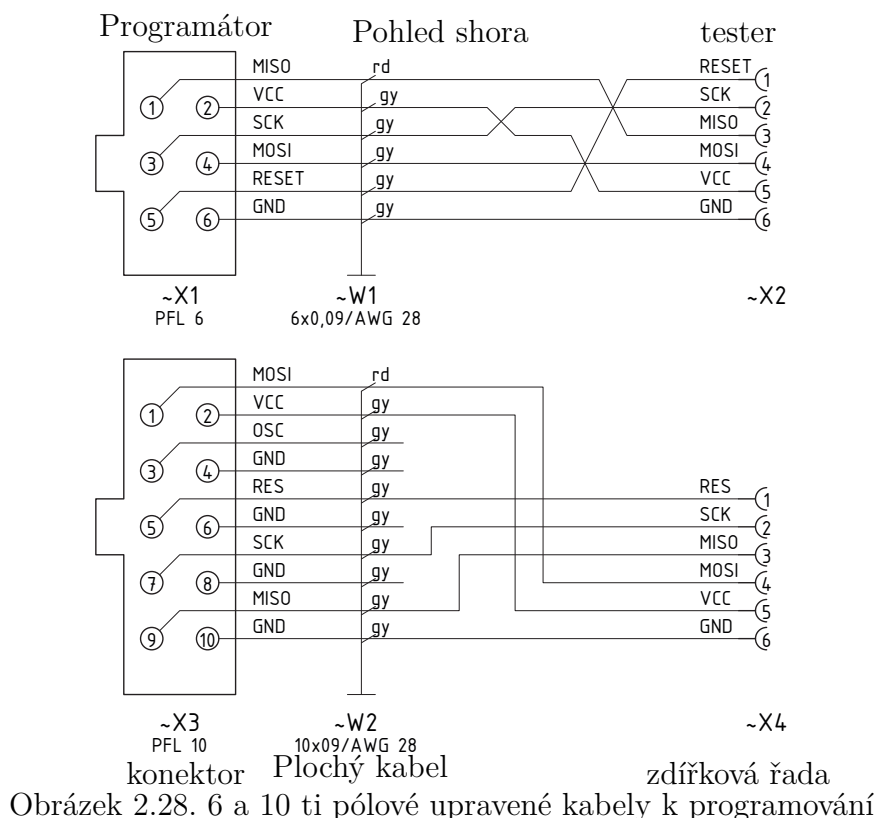 Programátor Pohled shora tester
MISO rd RESET
1
VCC gy SCK
1 2 2
SCK gy MISO
3
MOSI gy MOSI
3 4 4
RESET gy VCC
5
GND gy GND
5 6 6
~X1 ~W1 ~X2
PFL 6 6x0,09/AWG 28
MOSI rd
VCC gy
1 2
OSC gy
GND gy
3 4
RES gy RES
1
GND gy SCK
5 6 2
SCK gy MISO
3
GND gy MOSI
7 8 4
MISO gy VCC
5
GND gy GND
9 10 6
~X3 ~W2 ~X4
PFL 10 10x09/AWG 28
konektor Plochý kabel zdířková řada
Obrázek 2.28. 6 a 10 ti pólové upravené kabely k programování